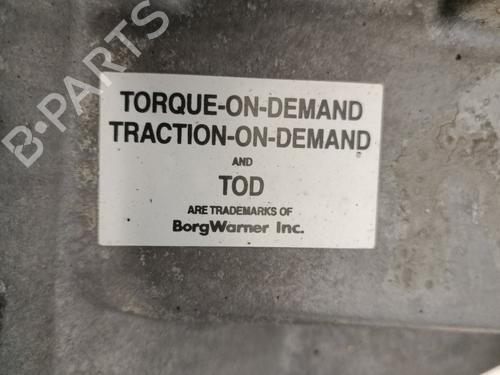 B-PARTS
TORQUE-ON-DEMAND
TRACTION-ON-DEMAND
AND
TOD
ARE TRADEMARKS OF
BorgWarner Inc.